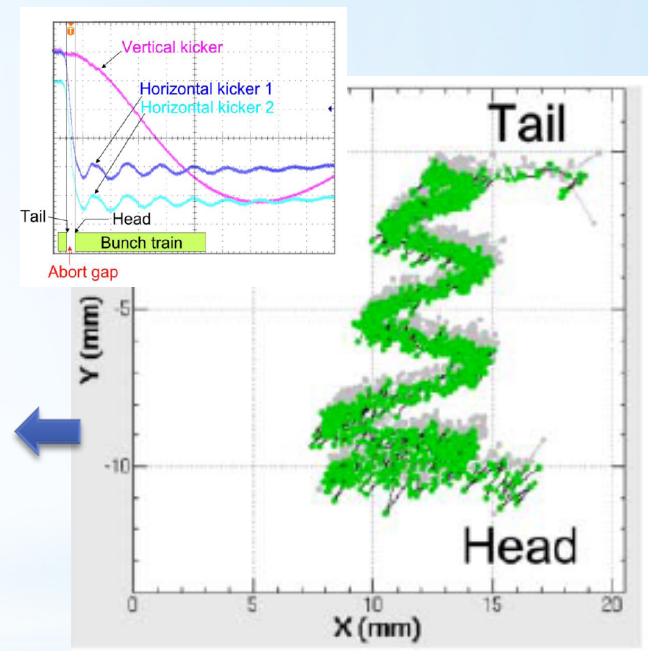 T
Vertical kicker
Horizontal kicker 1
Horizontal kicker 2
Tail
Head
Bunch train
Abort gap
Tail
-5
Y (mm)
-10
Head
0
5
10
15
20
X (mm)